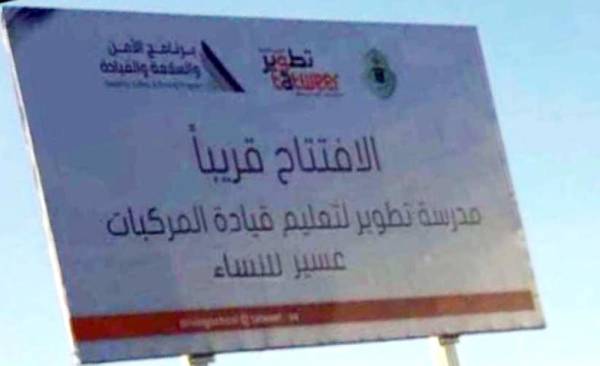 برنامج الأمن
والسلامة والقيادة
تطوير
tatweer
الافتتاح قريباً
مدرسة تطوير لتعليم قيادة المركبات
عسير للنساء